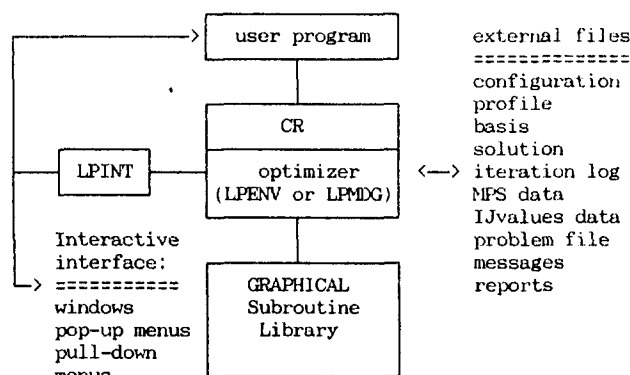 user program
CR
LPINT
optimizer
(LPENV or LPMDG)
GRAPHICAL
Subroutine
Library
Interactive
interface:
===========
windows
pop-up menus
pull-down
menus
external files
==============
configuration
profile
basis
solution
iteration log
MPS data
IJvalues data
problem file
messages
reports